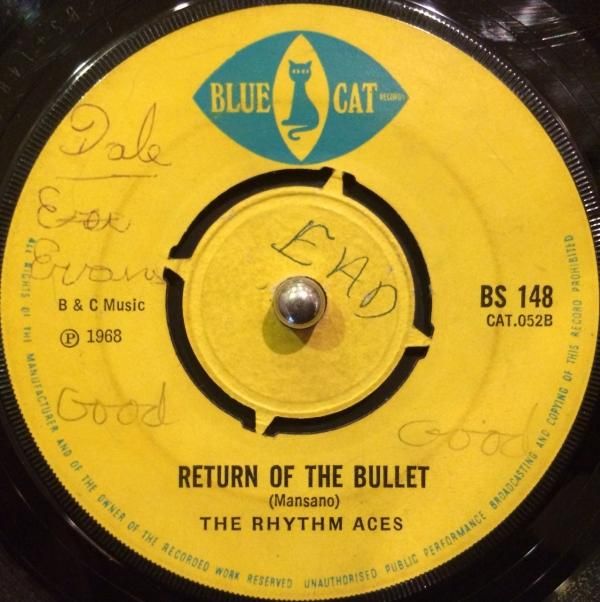 BLUE CAT RECORDS
Dale
Evans
EAD
B & C Music
℗ 1968
BS 148
CAT.052B
Good
Good
RETURN OF THE BULLET
(Mansano)
THE RHYTHM ACES
ALL RIGHTS OF THE MANUFACTURER AND OF THE OWNER OF THE RECORDED WORK RESERVED UNAUTHORISED PUBLIC PERFORMANCE BROADCASTING AND COPYING OF THIS RECORD PROHIBITED